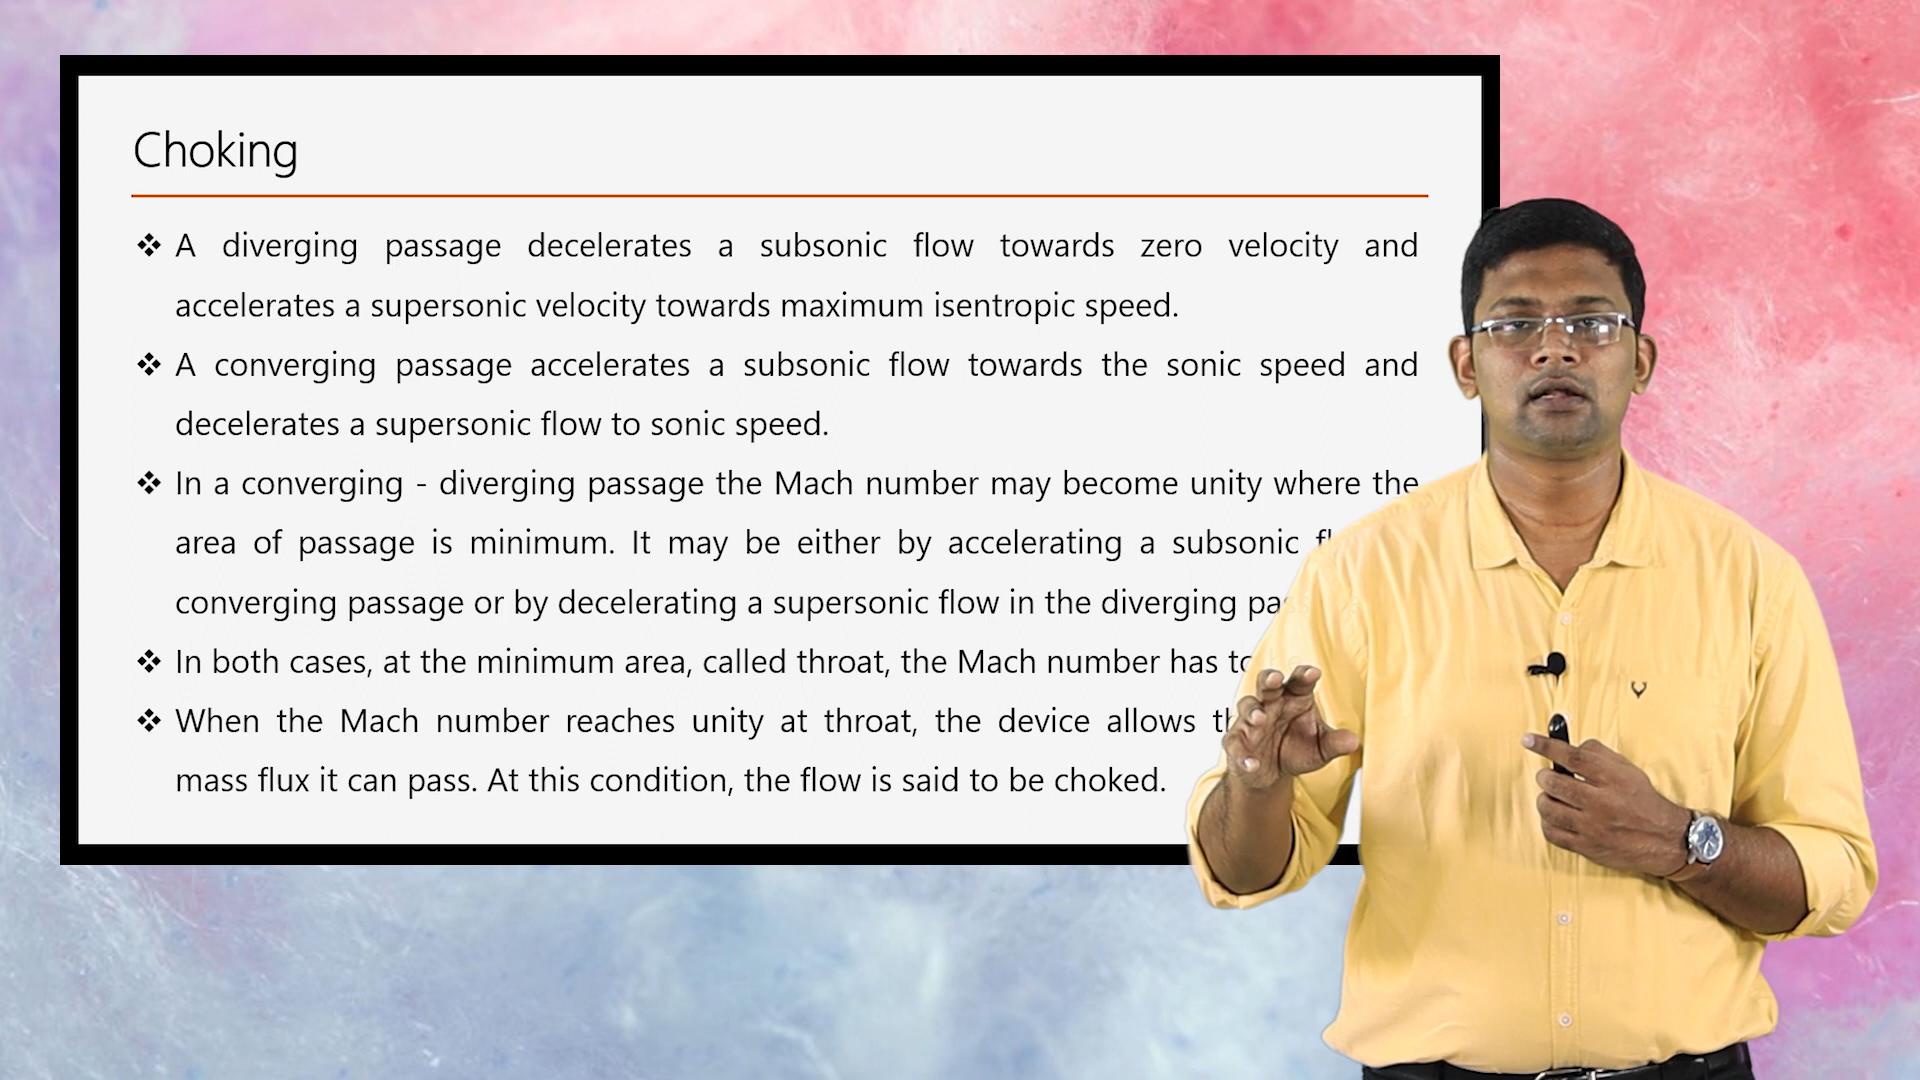 Choking
❖ A diverging passage decelerates a subsonic flow towards zero velocity and
accelerates a supersonic velocity towards maximum isentropic speed.
❖ A converging passage accelerates a subsonic flow towards the sonic speed and
decelerates a supersonic flow to sonic speed.
❖ In a converging - diverging passage the Mach number may become unity where the
area of passage is minimum. It may be either by accelerating a subsonic
converging passage or by decelerating a supersonic flow in the diverging
❖ In both cases, at the minimum area, called throat, the Mach number has to
❖ When the Mach number reaches unity at throat, the device allows
mass flux it can pass. At this condition, the flow is said to be choked.